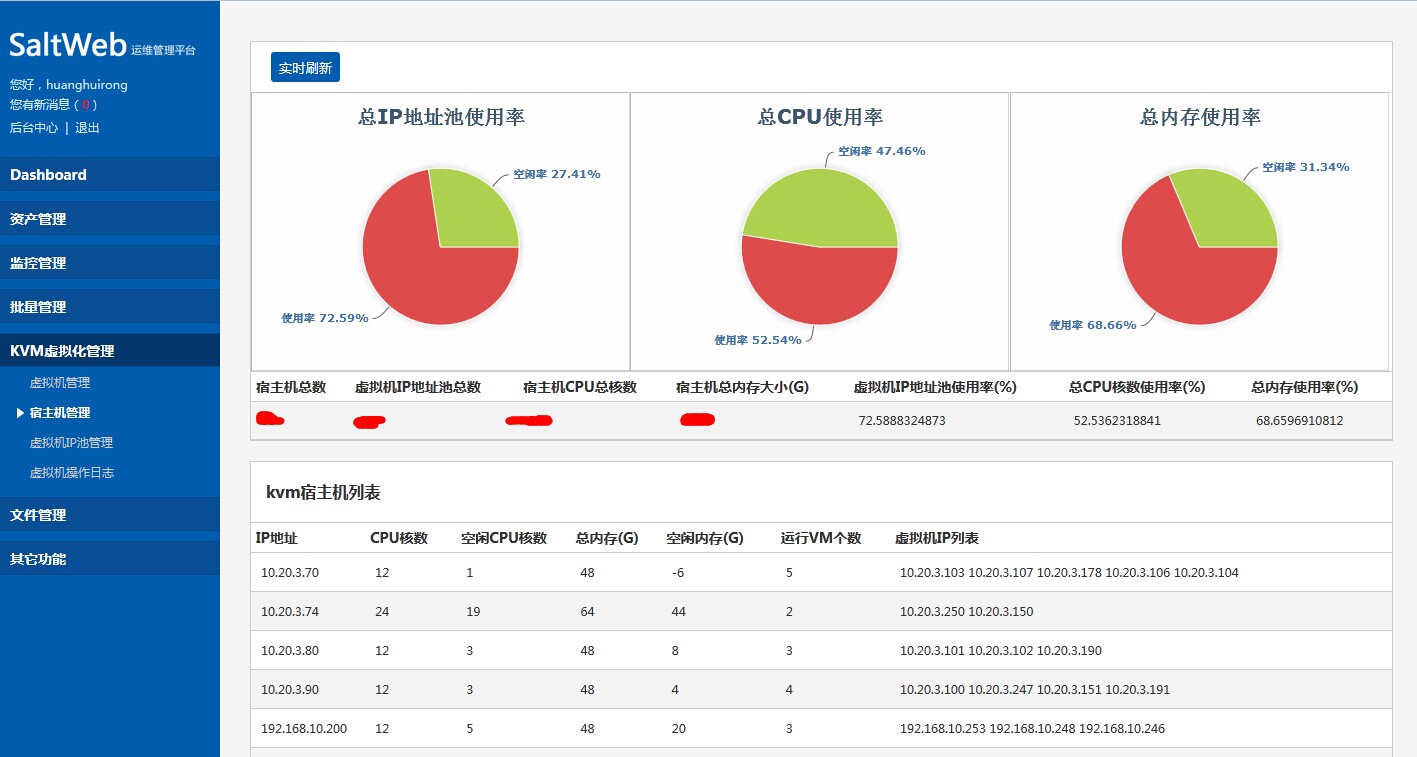 SaltWeb 运维管理平台
您好，huanghuirong
您有新消息 ( 0 )
后台中心 | 退出
Dashboard
资产管理
监控管理
批量管理
KVM虚拟化管理
虚拟机管理
宿主机管理
虚拟机IP池管理
虚拟机操作日志
文件管理
其它功能
实时刷新
总IP地址池使用率
空闲率 27.41%
使用率 72.59%
总CPU使用率
空闲率 47.46%
使用率 52.54%
总内存使用率
空闲率 31.34%
使用率 68.66%
宿主机总数 虚拟机IP地址池总数 宿主机CPU总核数 宿主机总内存大小(G) 虚拟机IP地址池使用率(%) 总CPU核数使用率(%) 总内存使用率(%)
72.5888324873 52.5362318841 68.6596910812
kvm宿主机列表
IP地址 CPU核数 空闲CPU核数 总内存(G) 空闲内存(G) 运行VM个数 虚拟机IP列表
10.20.3.70 12 1 48 -6 5 10.20.3.103 10.20.3.107 10.20.3.178 10.20.3.106 10.20.3.104
10.20.3.74 24 19 64 44 2 10.20.3.250 10.20.3.150
10.20.3.80 12 3 48 8 3 10.20.3.101 10.20.3.102 10.20.3.190
10.20.3.90 12 3 48 4 4 10.20.3.100 10.20.3.247 10.20.3.151 10.20.3.191
192.168.10.200 12 5 48 20 3 192.168.10.253 192.168.10.248 192.168.10.246